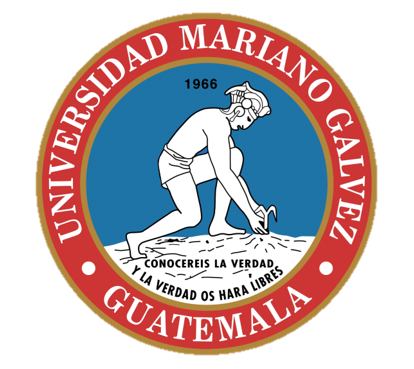 UNIVERSIDAD MARIANO GALVEZ
1966
CONOCEREIS LA VERDAD
Y LA VERDAD OS HARA LIBRES
GUATEMALA